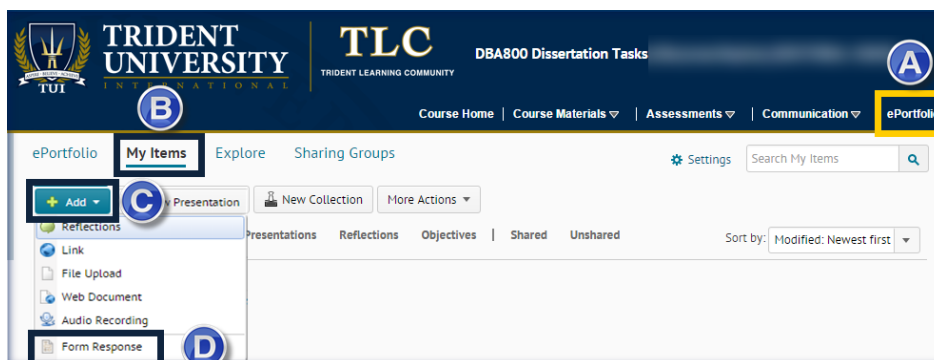 TRIDENT
UNIVERSITY
INTERNATIONAL
TUI
TLC
TRIDENT LEARNING COMMUNITY
DBA800 Dissertation Tasks
A
B
Course Home | Course Materials | Assessments | Communication | ePortfolio
ePortfolio My Items Explore Sharing Groups
Settings Search My Items
Add C Presentation New Collection More Actions
Reflections
Presentations Reflections Objectives | Shared Unshared
Sort by: Modified: Newest first
Link
File Upload
Web Document
Audio Recording
Form Response D